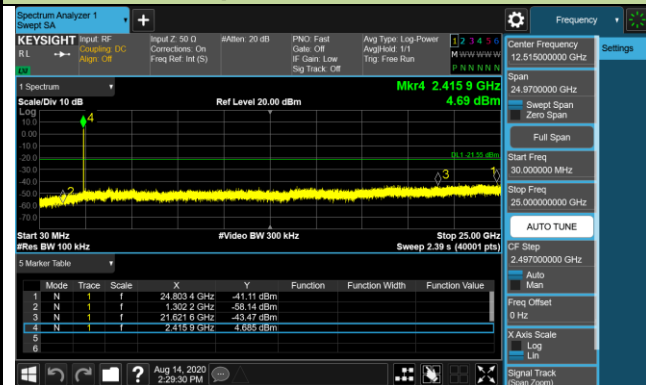 Spectrum Analyzer 1
Swept SA
Frequency
KEYSIGHT Input: RF Input Z: 50 Ω #Atten: 20 dB PNO: Fast Avg Type: Log-Power 1 2 3 4 5 6
RL Coupling: DC Corrections: On Gate: Off Avg|Hold: 1/1 M W W W W W
Align: Off Freq Ref: Int (S) IF Gain: Low Trig: Free Run
Sig Track: Off P N N N N N
1 Spectrum
Mkr4 2.415 9 GHz
Scale/Div 10 dB Ref Level 20.00 dBm 4.69 dBm
Log
10.0
0.00
-10.0
-20.0
-30.0
-40.0
-50.0
-60.0
-70.0
4
2
3
1
DL1 -21.55 dBm
Start 30 MHz #Video BW 300 kHz Stop 25.00 GHz
#Res BW 100 kHz Sweep 2.39 s (40001 pts)
5 Marker Table
Mode Trace Scale X Y Function Function Width Function Value
1 N 1 f 24.803 4 GHz -41.11 dBm
2 N 1 f 1.302 2 GHz -58.14 dBm
3 N 1 f 21.621 6 GHz -43.47 dBm
4 N 1 f 2.415 9 GHz 4.685 dBm
5
6
Aug 14, 2020
2:29:30 PM
Center Frequency
12.515000000 GHz
Settings
Span
24.9700000 GHz
Swept Span
Zero Span
Full Span
Start Freq
30.000000 MHz
Stop Freq
25.000000000 GHz
AUTO TUNE
CF Step
2.497000000 GHz
Auto
Man
Freq Offset
0 Hz
X Axis Scale
Log
Lin
Signal Track
(Span Zoom)